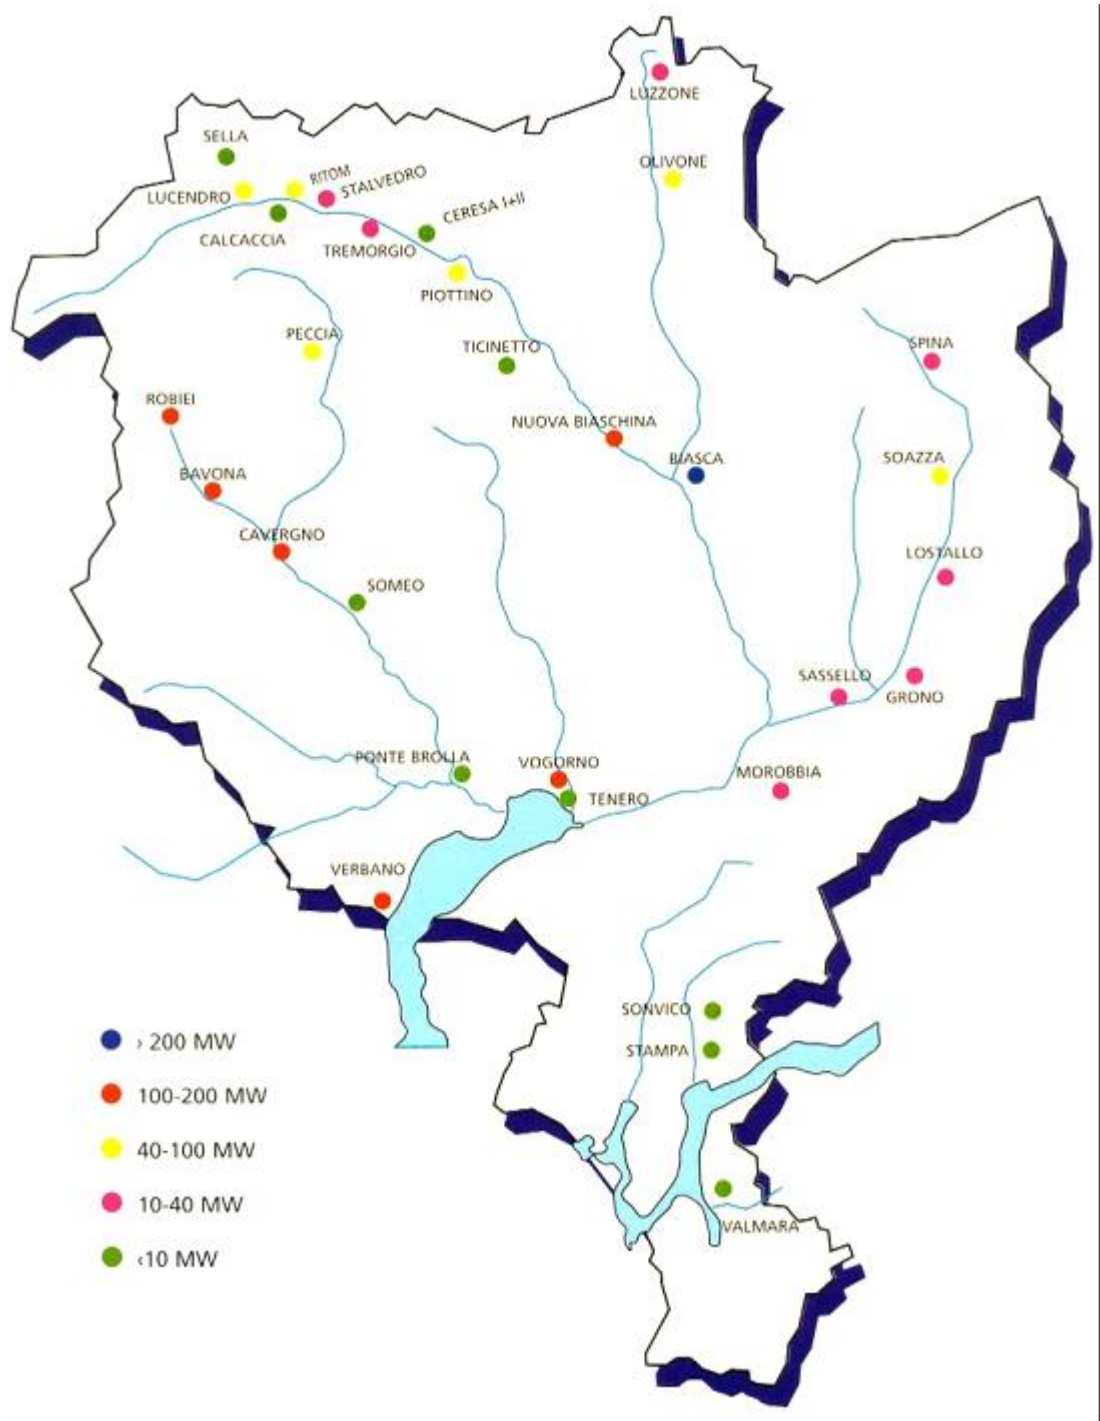 LUZZONE
SELLA
OLIVONE
RITOM
STALVEDRO
LUCENDRO
CERESA I+II
CALCACCIA
TREMORGIO
PIOTTINO
PECCIA
TICINETTO
SPINA
ROBIEI
NUOVA BIASCHINA
BIASCA
SOAZZA
BAVONA
CAVERGNO
LOSTALLO
SOMEO
SASSELLO
GRONO
PONTE BROLLA
VOGORNO
MOROBBIA
TENERO
VERBANO
SONVICO
STAMPA
VALMARA
› 200 MW
100-200 MW
40-100 MW
10-40 MW
‹10 MW